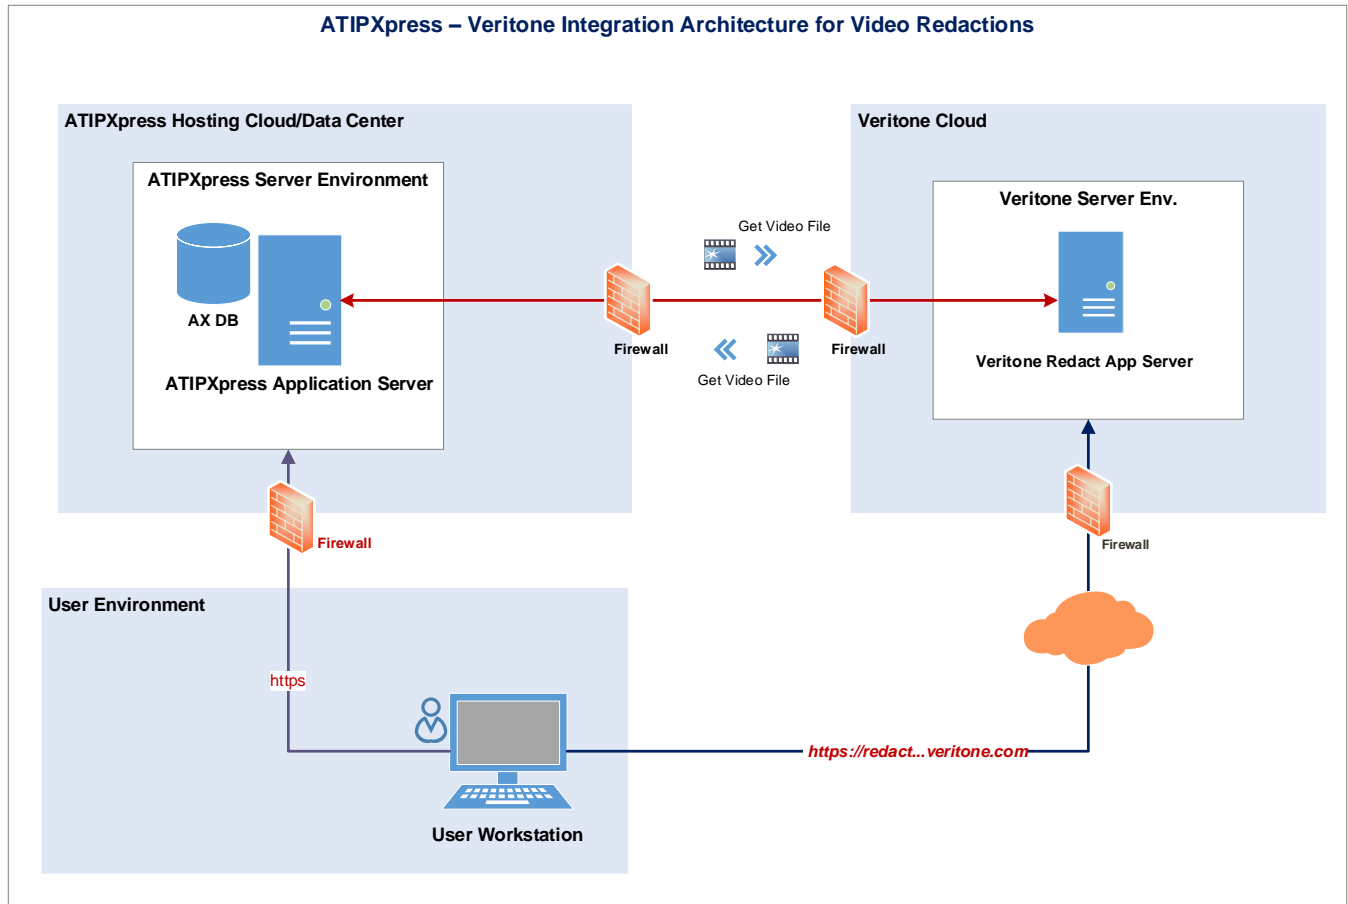 ATIPXpress – Veritone Integration Architecture for Video Redactions
ATIPXpress Hosting Cloud/Data Center
Veritone Cloud
ATIPXpress Server Environment
Veritone Server Env.
Get Video File
AX DB
Firewall
Firewall
Veritone Redact App Server
Get Video File
ATIPXpress Application Server
Firewall
Firewall
User Environment
https
https://redact...veritone.com
User Workstation